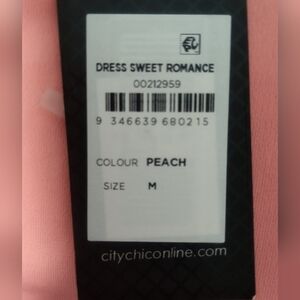 DRESS SWEET ROMANCE
00212959
9 346639 680215
COLOUR PEACH
SIZE M
citychiconline.com